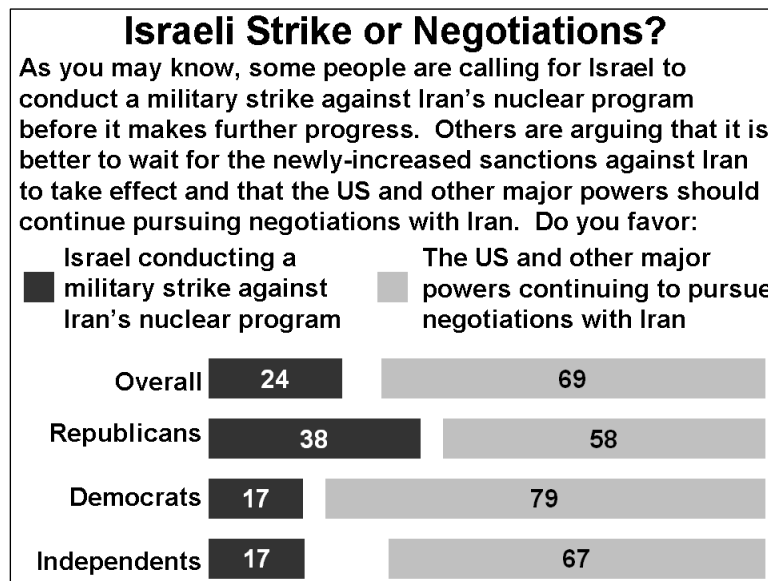 Israeli Strike or Negotiations?
As you may know, some people are calling for Israel to
conduct a military strike against Iran's nuclear program
before it makes further progress. Others are arguing that it is
better to wait for the newly-increased sanctions against Iran
to take effect and that the US and other major powers should
continue pursuing negotiations with Iran. Do you favor:
Israel conducting a
military strike against
Iran's nuclear program
The US and other major
powers continuing to pursue
negotiations with Iran
Overall 24 69
Republicans 38 58
Democrats 17 79
Independents 17 67